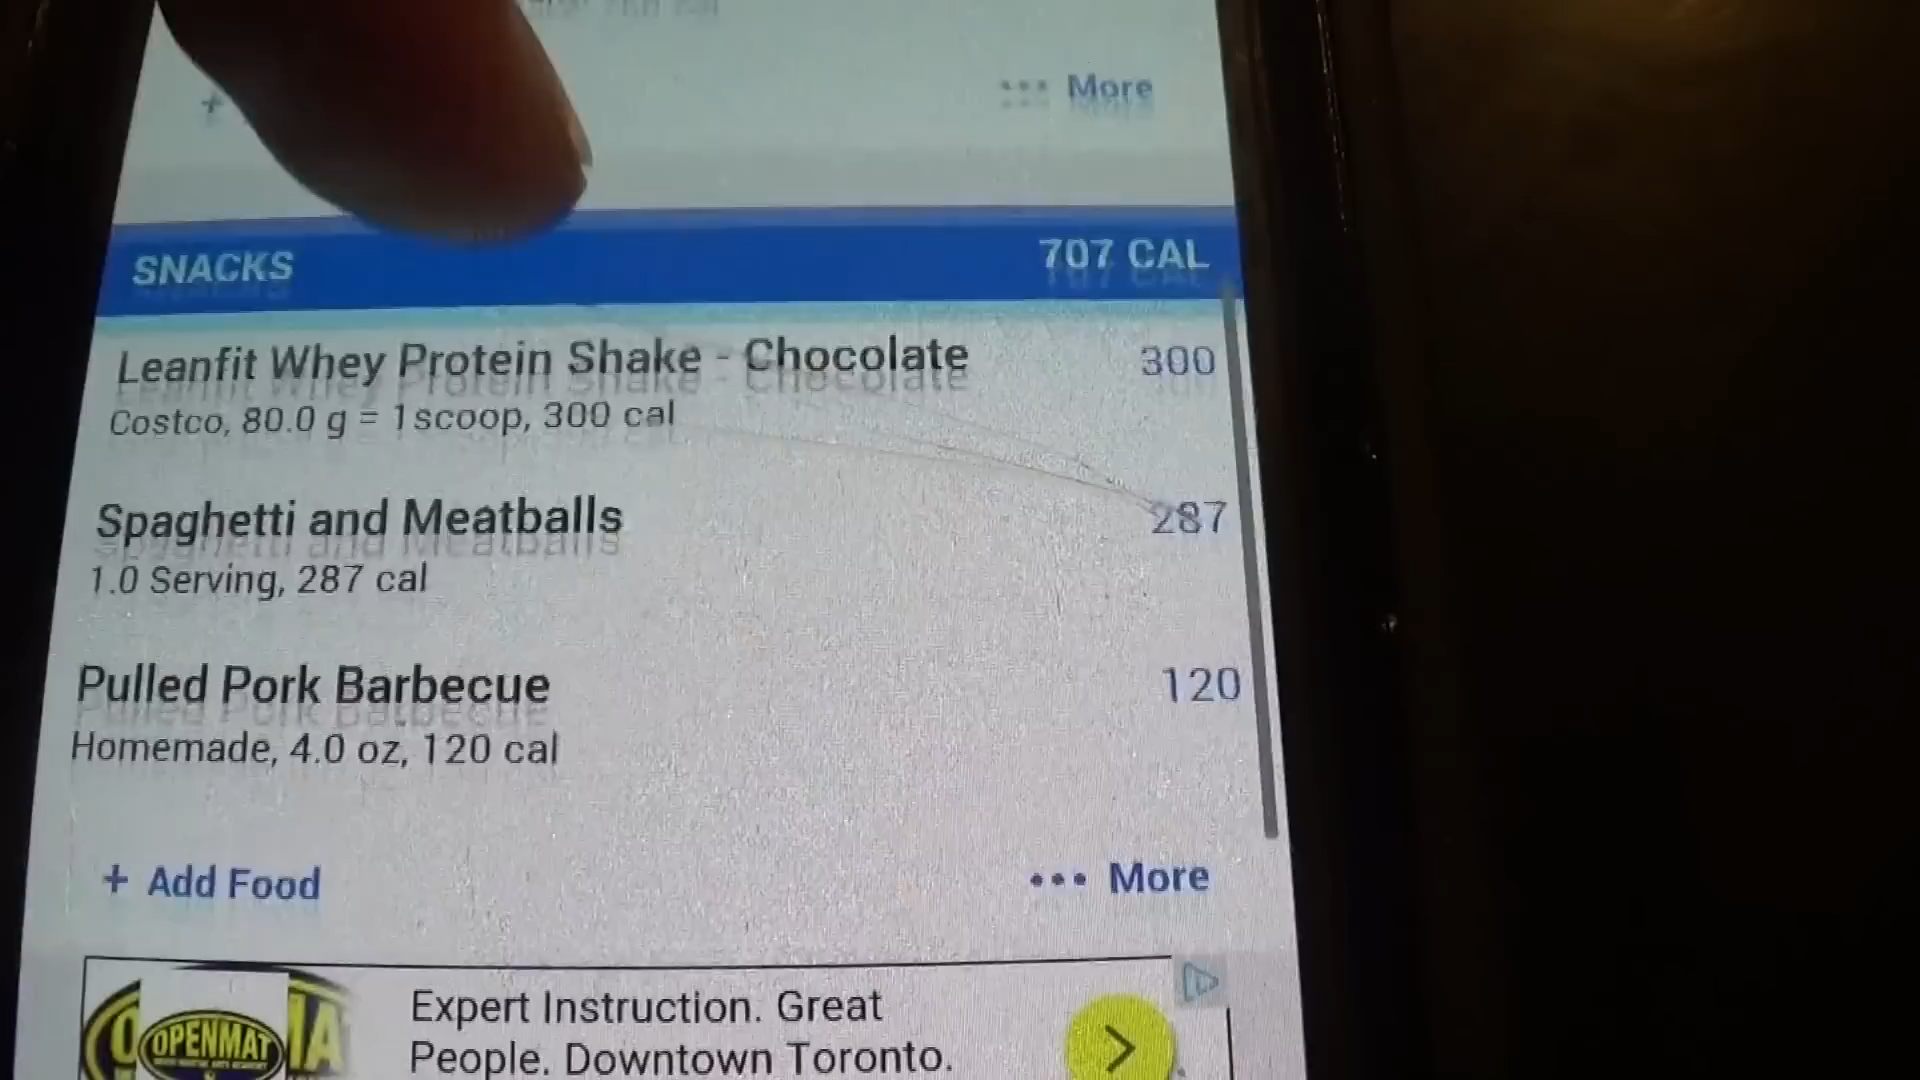 +
••• More
SNACKS
707 CAL
Leanfit Whey Protein Shake - Chocolate
300
Costco, 80.0 g = 1 scoop, 300 cal
Spaghetti and Meatballs
287
1.0 Serving, 287 cal
Pulled Pork Barbecue
120
Homemade, 4.0 oz, 120 cal
+ Add Food
••• More
OPENMAT
Expert Instruction. Great
People. Downtown Toronto.